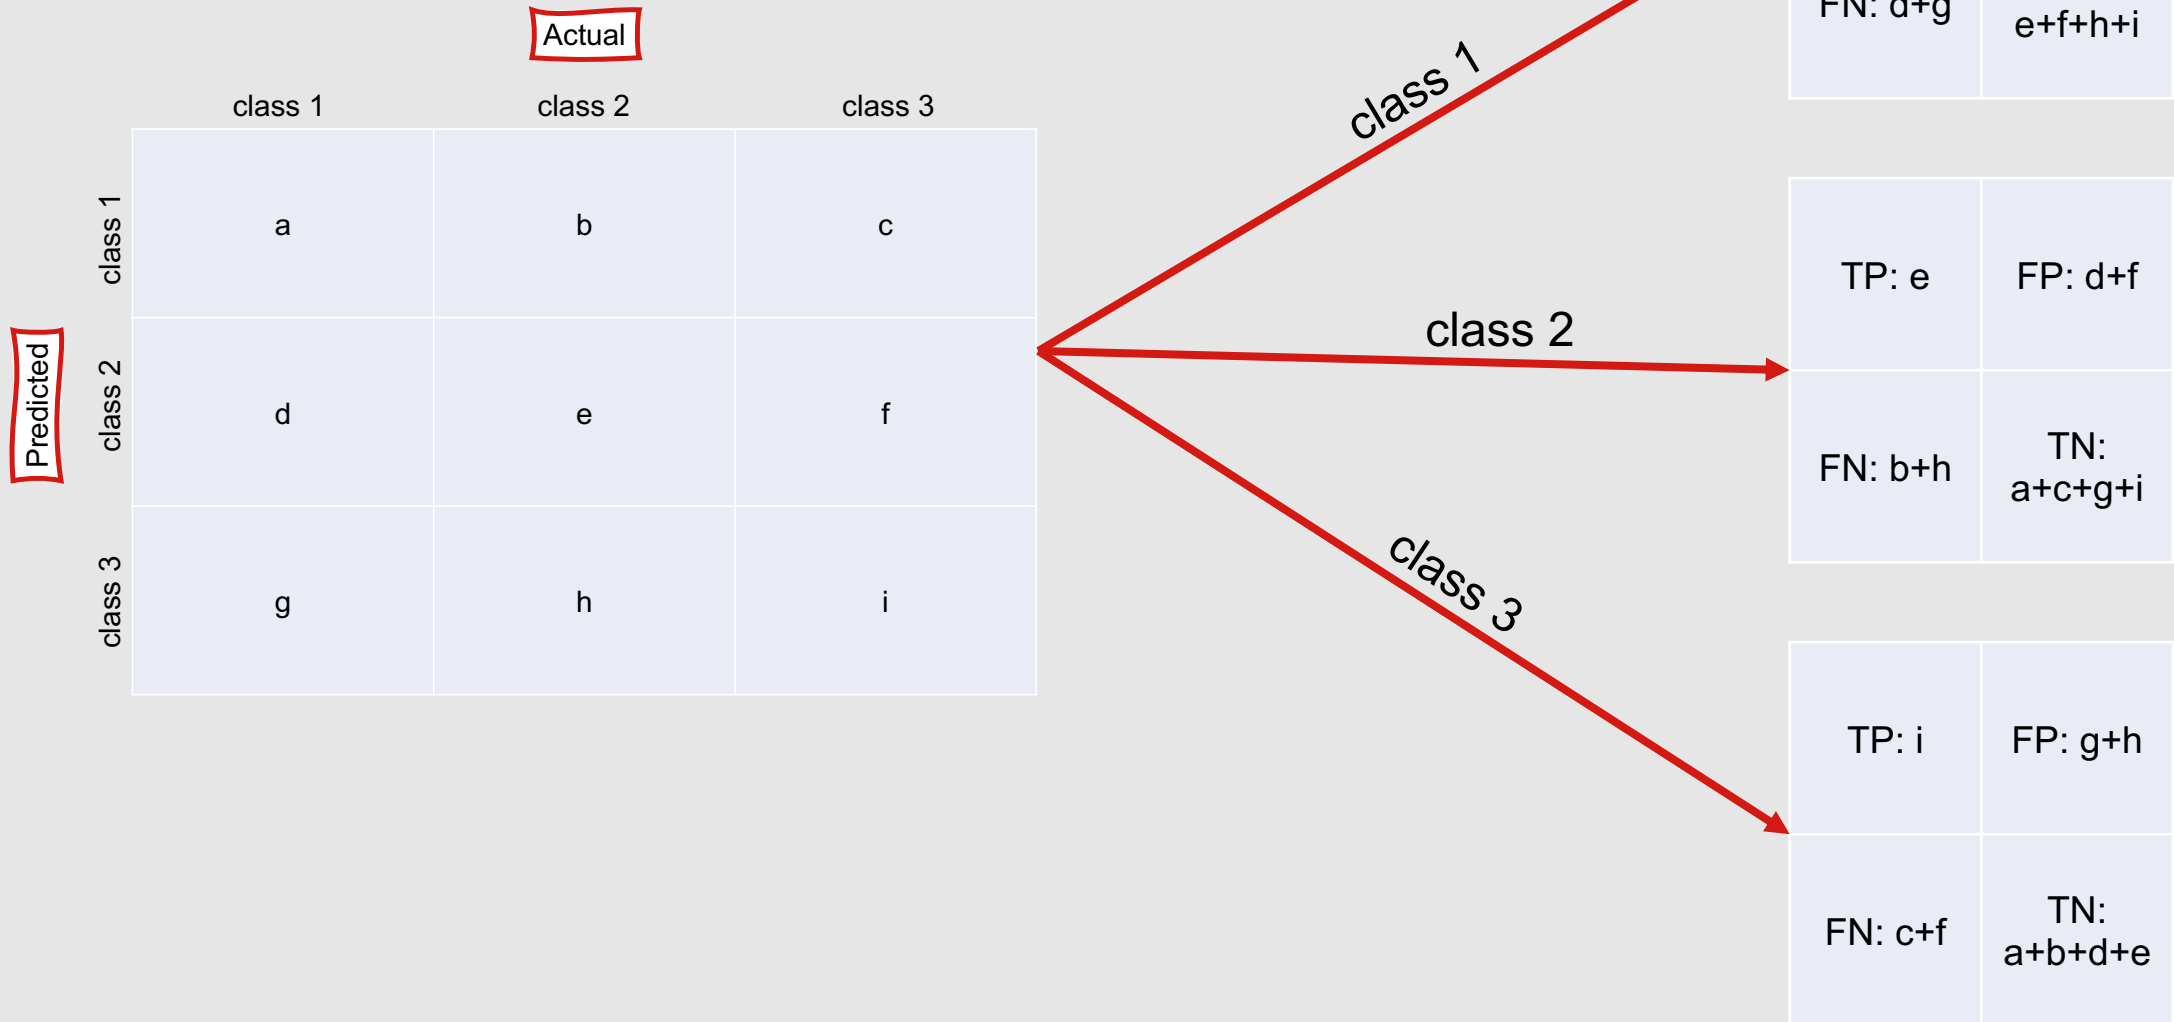 Actual
class 1 class 2 class 3
Predicted
class 1
a b c
class 2
d e f
class 3
g h i
class 1
class 2
class 3
FN: d+g
e+f+h+i
TP: e
FP: d+f
FN: b+h
TN:
a+c+g+i
TP: i
FP: g+h
FN: c+f
TN:
a+b+d+e